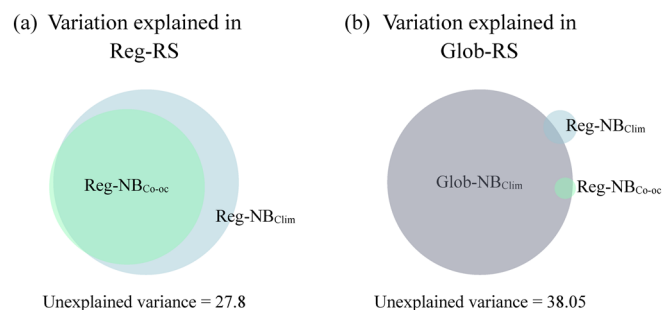 (a) Variation explained in
Reg-RS
Reg-NBCo-oc
Reg-NBClim
Unexplained variance = 27.8
(b) Variation explained in
Glob-RS
Glob-NBClim
Reg-NBClim
Reg-NBCo-oc
Unexplained variance = 38.05